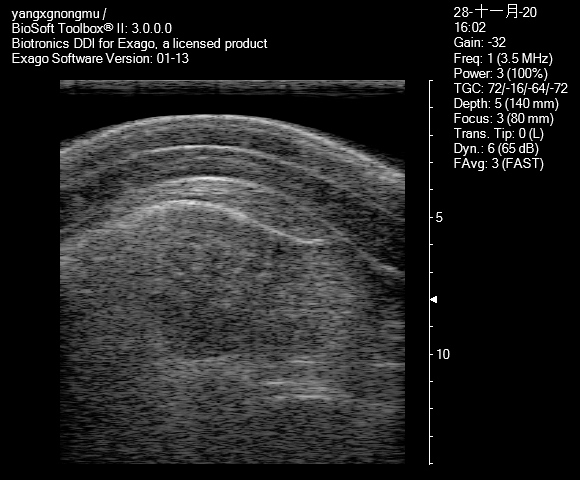 yangxgnongmu /
BioSoft Toolbox® II: 3.0.0.0
Biotronics DDI for Exago, a licensed product
Exago Software Version: 01-13
28-十一月-20
16:02
Gain: -32
Freq: 1 (3.5 MHz)
Power: 3 (100%)
TGC: 72/-16/-64/-72
Depth: 5 (140 mm)
Focus: 3 (80 mm)
Trans. Tip: 0 (L)
Dyn.: 6 (65 dB)
FAvg: 3 (FAST)
5
10